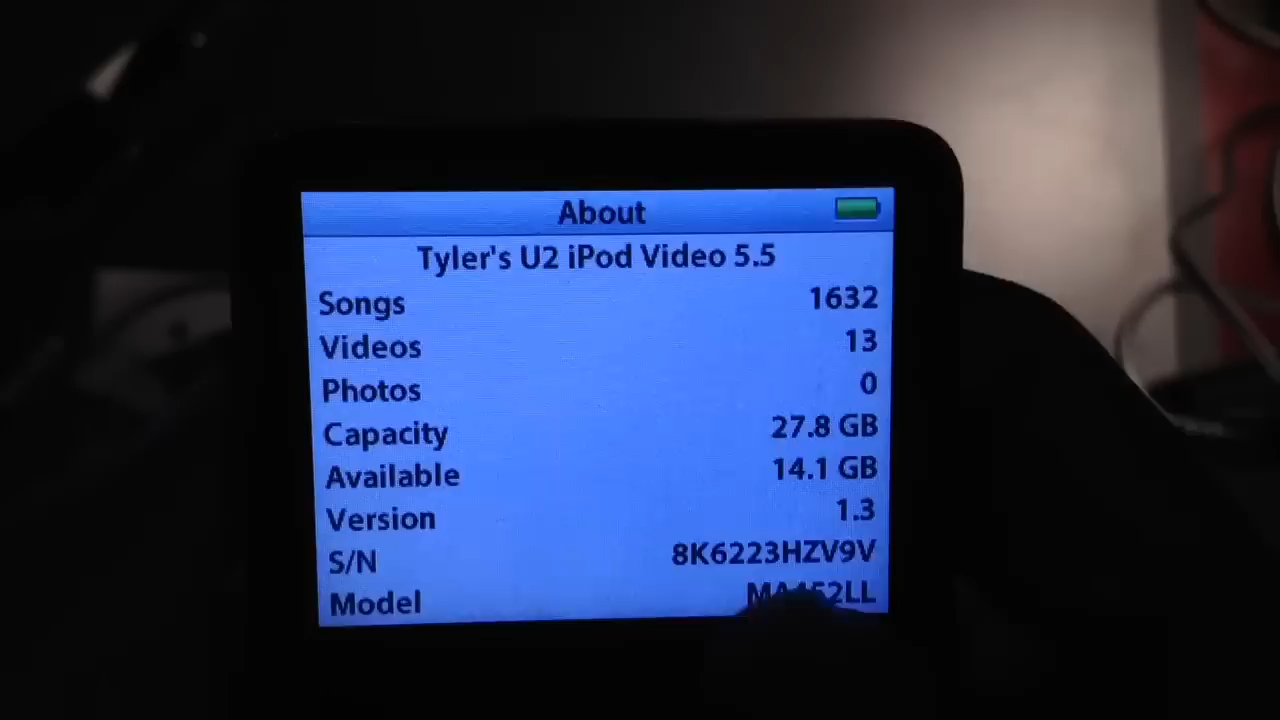 About
Tyler's U2 iPod Video 5.5
Songs 1632
Videos 13
Photos 0
Capacity 27.8 GB
Available 14.1 GB
Version 1.3
S/N 8K6223HZV9V
Model